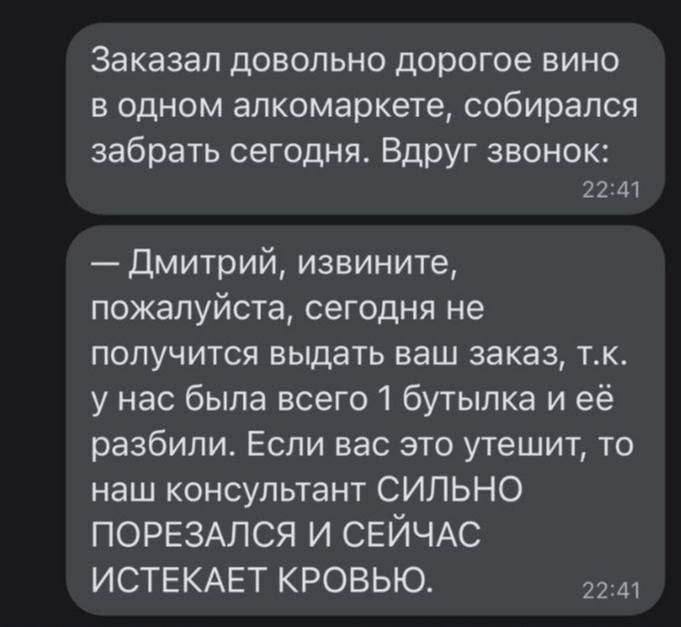 Заказал довольно дорогое вино
в одном алкомаркете, собирался
забрать сегодня. Вдруг звонок:
22:41
— Дмитрий, извините,
пожалуйста, сегодня не
получится выдать ваш заказ, т.к.
у нас была всего 1 бутылка и её
разбили. Если вас это утешит, то
наш консультант СИЛЬНО
ПОРЕЗАЛСЯ И СЕЙЧАС
ИСТЕКАЕТ КРОВЬЮ.
22:41